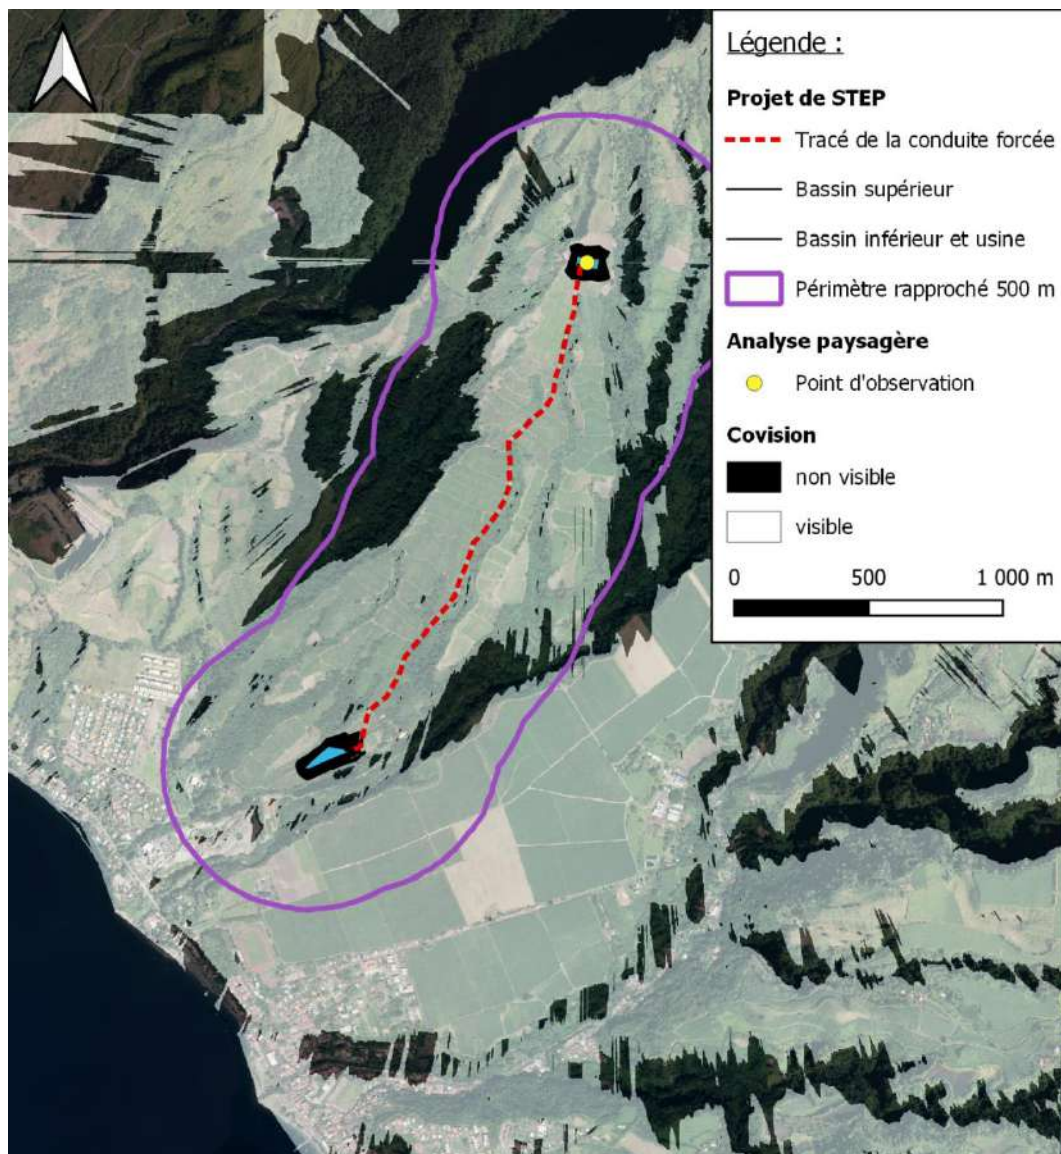 Légende :
Projet de STEP
Tracé de la conduite forcée
Bassin supérieur
Bassin inférieur et usine
Périmètre rapproché 500 m
Analyse paysagère
Point d'observation
Covision
non visible
visible
0 500 1 000 m